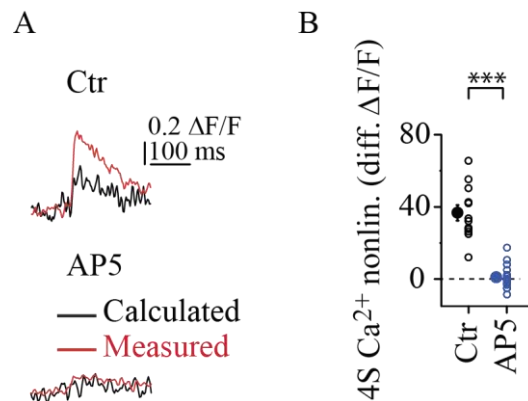 A
Ctr
0.2 ΔF/F
100 ms
AP5
Calculated
Measured
B
4S Ca²⁺ nonlin. (diff. ΔF/F)
***
80
40
0
Ctr
AP5